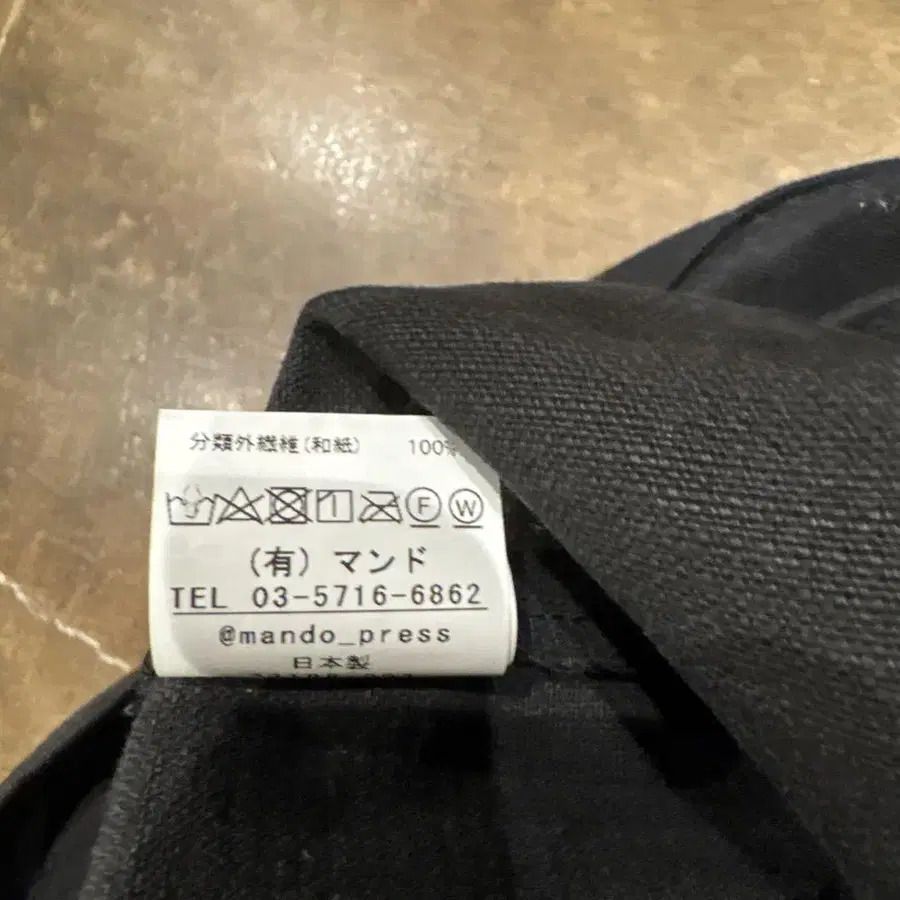 分類外繊維(和紙) 100%
F W
(有) マンド
TEL 03-5716-6862
@mando_press
日本製